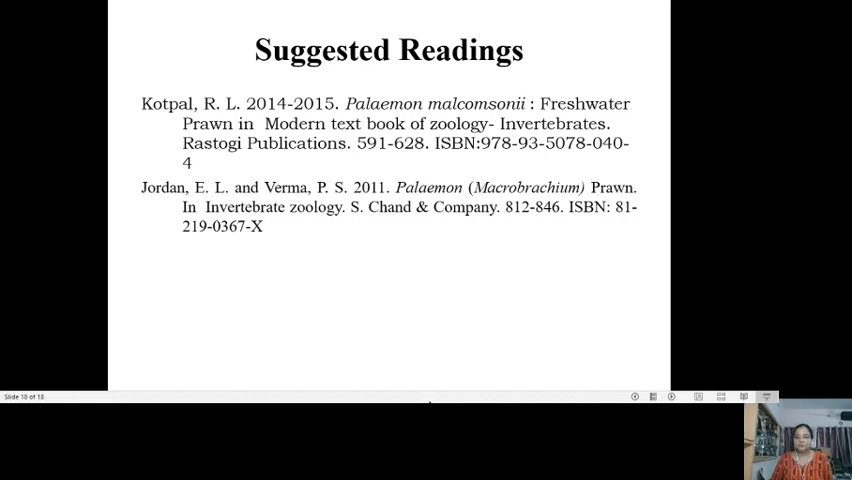 Suggested Readings
Kotpal, R. L. 2014-2015. Palaemon malcomsonii : Freshwater
Prawn in Modern text book of zoology- Invertebrates.
Rastogi Publications. 591-628. ISBN:978-93-5078-040-
4
Jordan, E. L. and Verma, P. S. 2011. Palaemon (Macrobrachium) Prawn.
In Invertebrate zoology. S. Chand & Company. 812-846. ISBN: 81-
219-0367-X
Slide 18 of 18